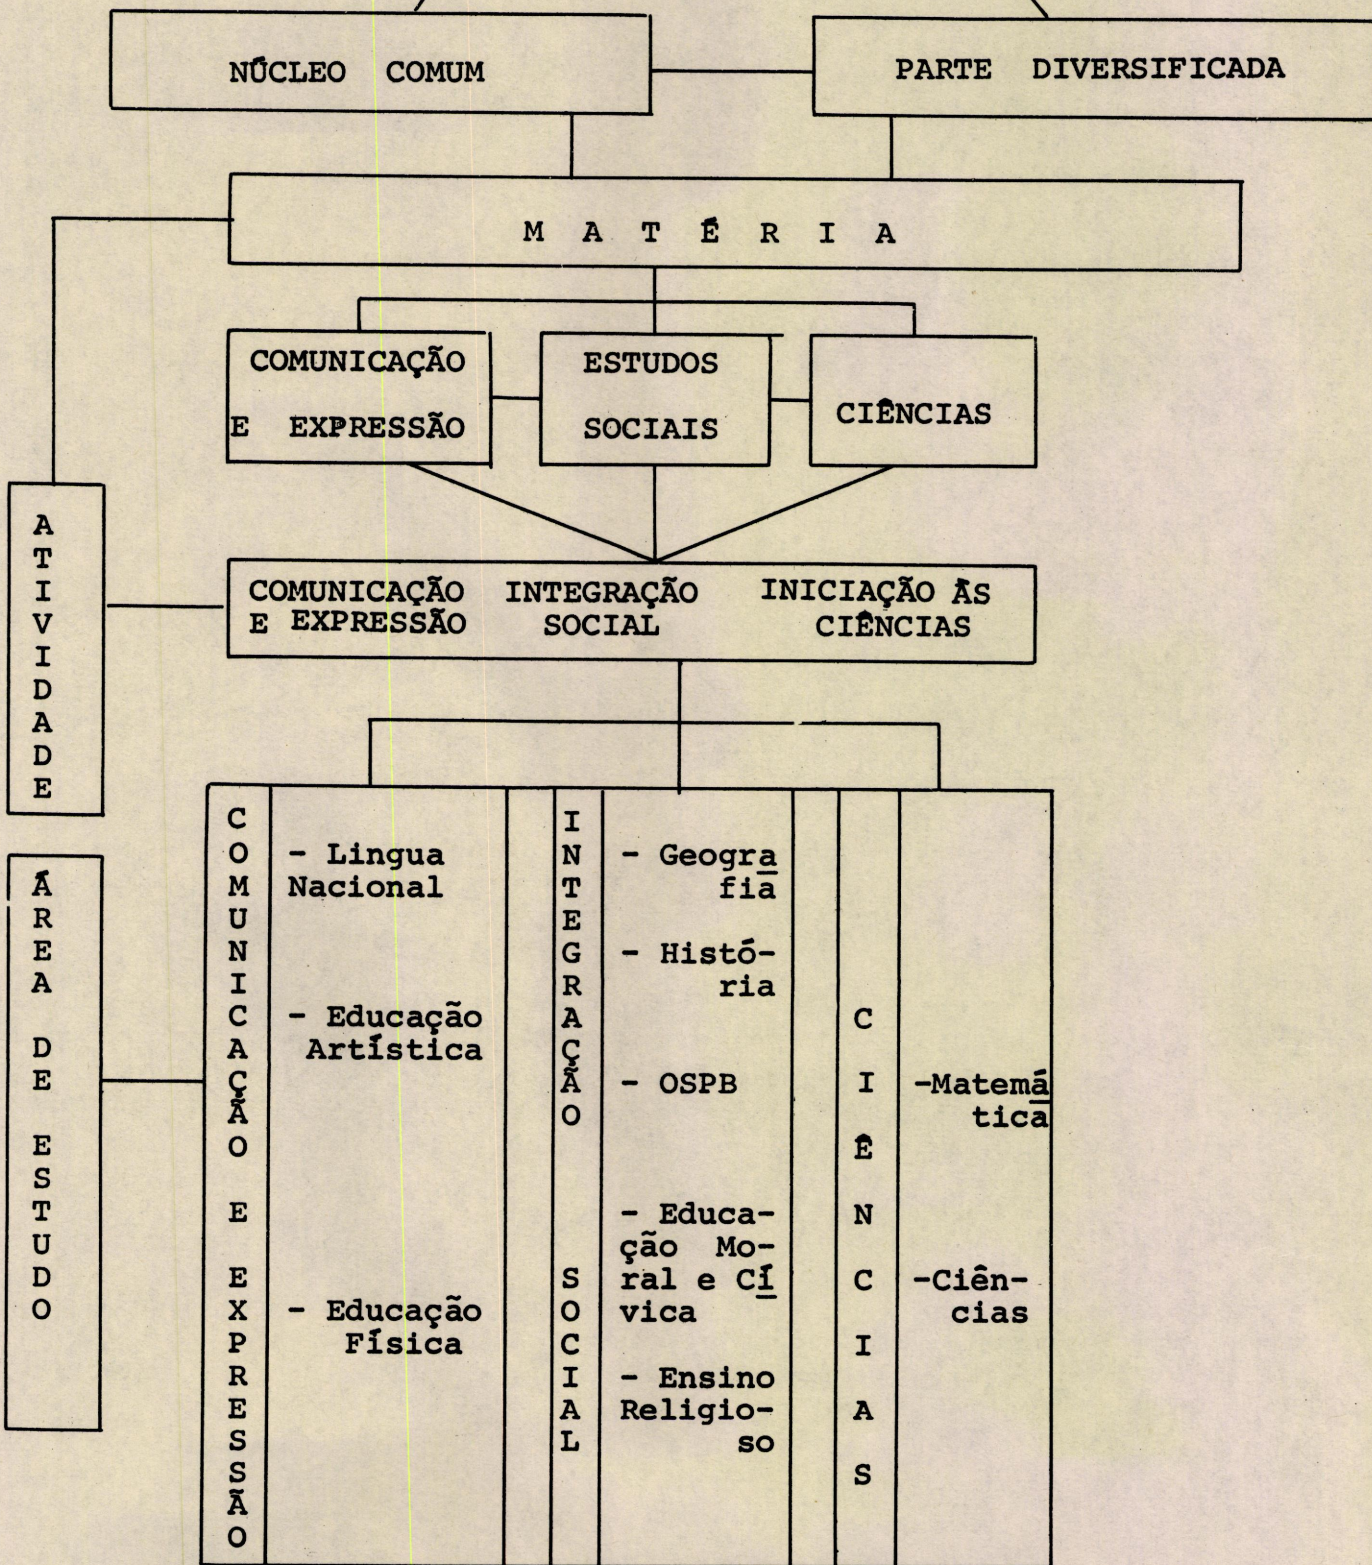 NÚCLEO COMUM
PARTE DIVERSIFICADA
MATÉRIA
COMUNICAÇÃO
E EXPRESSÃO
ESTUDOS
SOCIAIS
CIÊNCIAS
ATIVIDADE
COMUNICAÇÃO
E EXPRESSÃO
INTEGRAÇÃO
SOCIAL
INICIAÇÃO ÀS
CIÊNCIAS
ÁREA DE ESTUDO
COMUNICAÇÃO E EXPRESSÃO
- Lingua
Nacional
- Educação
Artística
- Educação
Física
INTEGRAÇÃO SOCIAL
- Geogra
fia
- Histó-
ria
- OSPB
- Educa-
ção Mo-
ral e Cí
vica
- Ensino
Religio-
so
CIÊNCIAS
-Matemá
tica
-Ciên-
cias